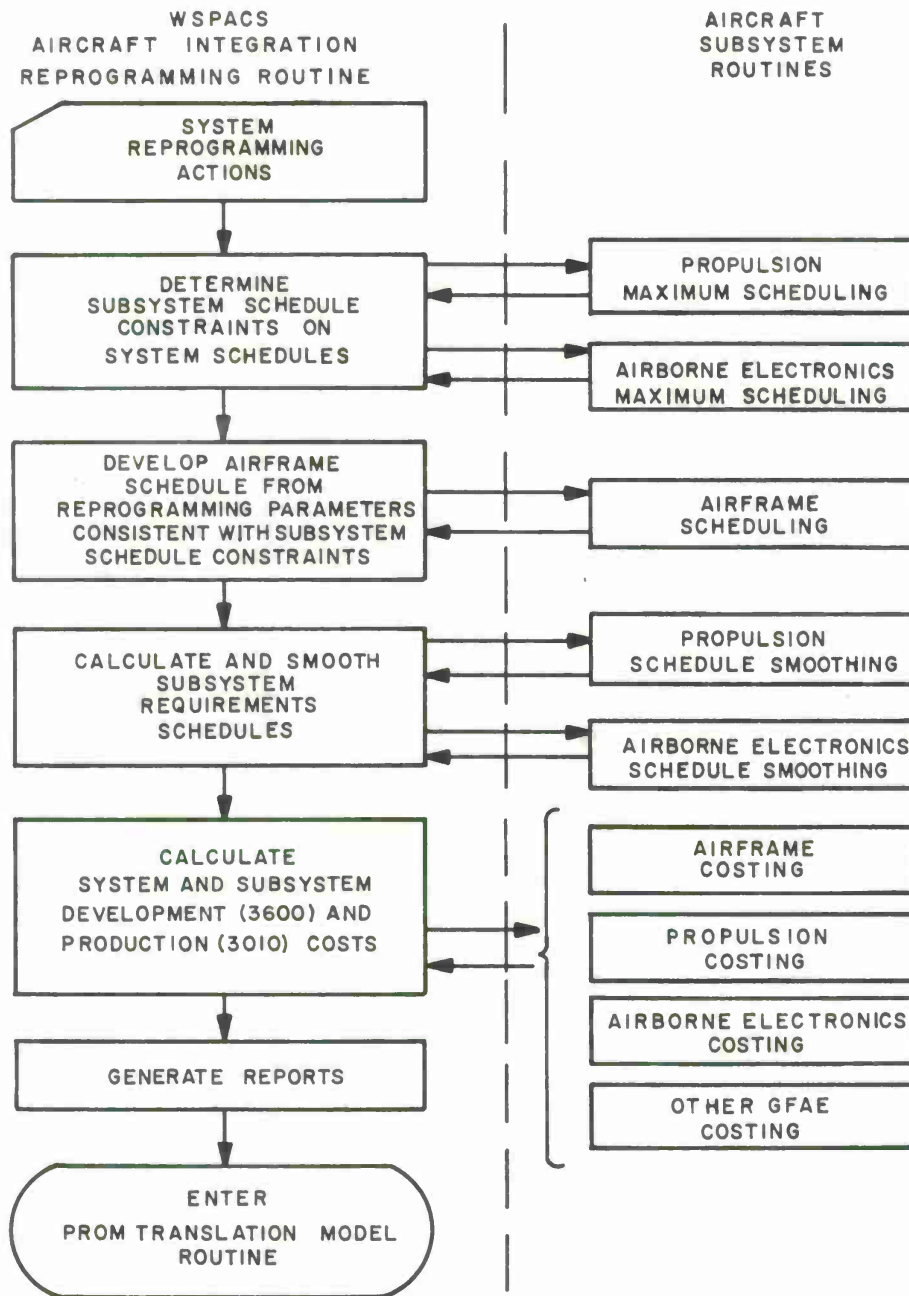 WSPACS
AIRCRAFT INTEGRATION
REPROGRAMMING ROUTINE
AIRCRAFT
SUBSYSTEM
ROUTINES
SYSTEM
REPROGRAMMING
ACTIONS
DETERMINE
SUBSYSTEM SCHEDULE
CONSTRAINTS ON
SYSTEM SCHEDULES
PROPULSION
MAXIMUM SCHEDULING
AIRBORNE ELECTRONICS
MAXIMUM SCHEDULING
DEVELOP AIRFRAME
SCHEDULE FROM
REPROGRAMMING PARAMETERS
CONSISTENT WITH SUBSYSTEM
SCHEDULE CONSTRAINTS
AIRFRAME
SCHEDULING
CALCULATE AND SMOOTH
SUBSYSTEM
REQUIREMENTS
SCHEDULES
PROPULSION
SCHEDULE SMOOTHING
AIRBORNE ELECTRONICS
SCHEDULE SMOOTHING
CALCULATE
SYSTEM AND SUBSYSTEM
DEVELOPMENT (3600) AND
PRODUCTION (3010) COSTS
AIRFRAME
COSTING
PROPULSION
COSTING
AIRBORNE ELECTRONICS
COSTING
OTHER GFAE
COSTING
GENERATE REPORTS
ENTER
PROM TRANSLATION MODEL
ROUTINE